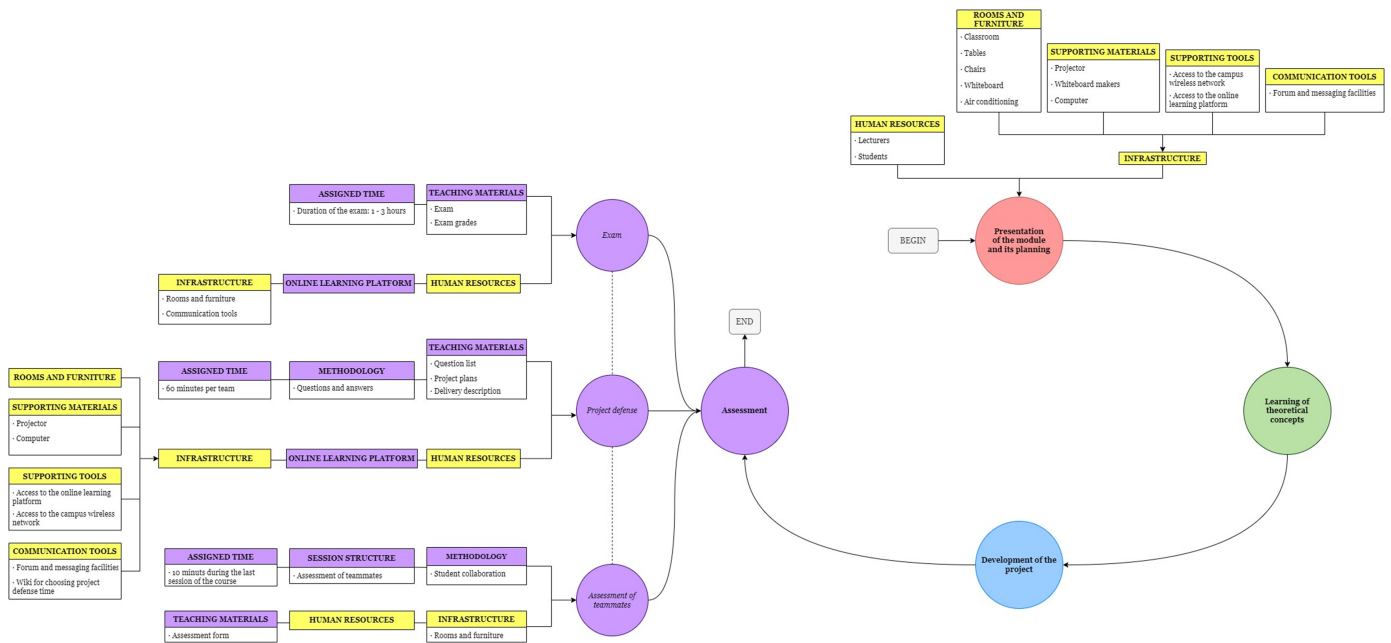 ROOMS AND
FURNITURE
· Classroom
· Tables
· Chairs
· Whiteboard
· Air conditioning
SUPPORTING MATERIALS
· Projector
· Whiteboard makers
· Computer
SUPPORTING TOOLS
· Access to the campus
wireless network
· Access to the online
learning platform
COMMUNICATION TOOLS
· Forum and messaging facilities
HUMAN RESOURCES
· Lecturers
· Students
INFRASTRUCTURE
BEGIN
Presentation
of the module
and its planning
Learning of
theoretical
concepts
Development of the
project
Assessment
END
ASSIGNED TIME
· Duration of the exam: 1 - 3 hours
TEACHING MATERIALS
· Exam
· Exam grades
Exam
INFRASTRUCTURE
· Rooms and furniture
· Communication tools
ONLINE LEARNING PLATFORM
HUMAN RESOURCES
ASSIGNED TIME
· 60 minutes per team
METHODOLOGY
· Questions and answers
TEACHING MATERIALS
· Question list
· Project plans
· Delivery description
Project defense
ROOMS AND FURNITURE
SUPPORTING MATERIALS
· Projector
· Computer
SUPPORTING TOOLS
· Access to the online learning
platform
· Access to the campus wireless
network
COMMUNICATION TOOLS
· Forum and messaging facilities
· Wiki for choosing project
defense time
INFRASTRUCTURE
ONLINE LEARNING PLATFORM
HUMAN RESOURCES
ASSIGNED TIME
· 10 minuts during the last
session of the course
SESSION STRUCTURE
· Assessment of teammates
METHODOLOGY
· Student collaboration
Assessment of
teammates
TEACHING MATERIALS
· Assessment form
HUMAN RESOURCES
INFRASTRUCTURE
· Rooms and furniture